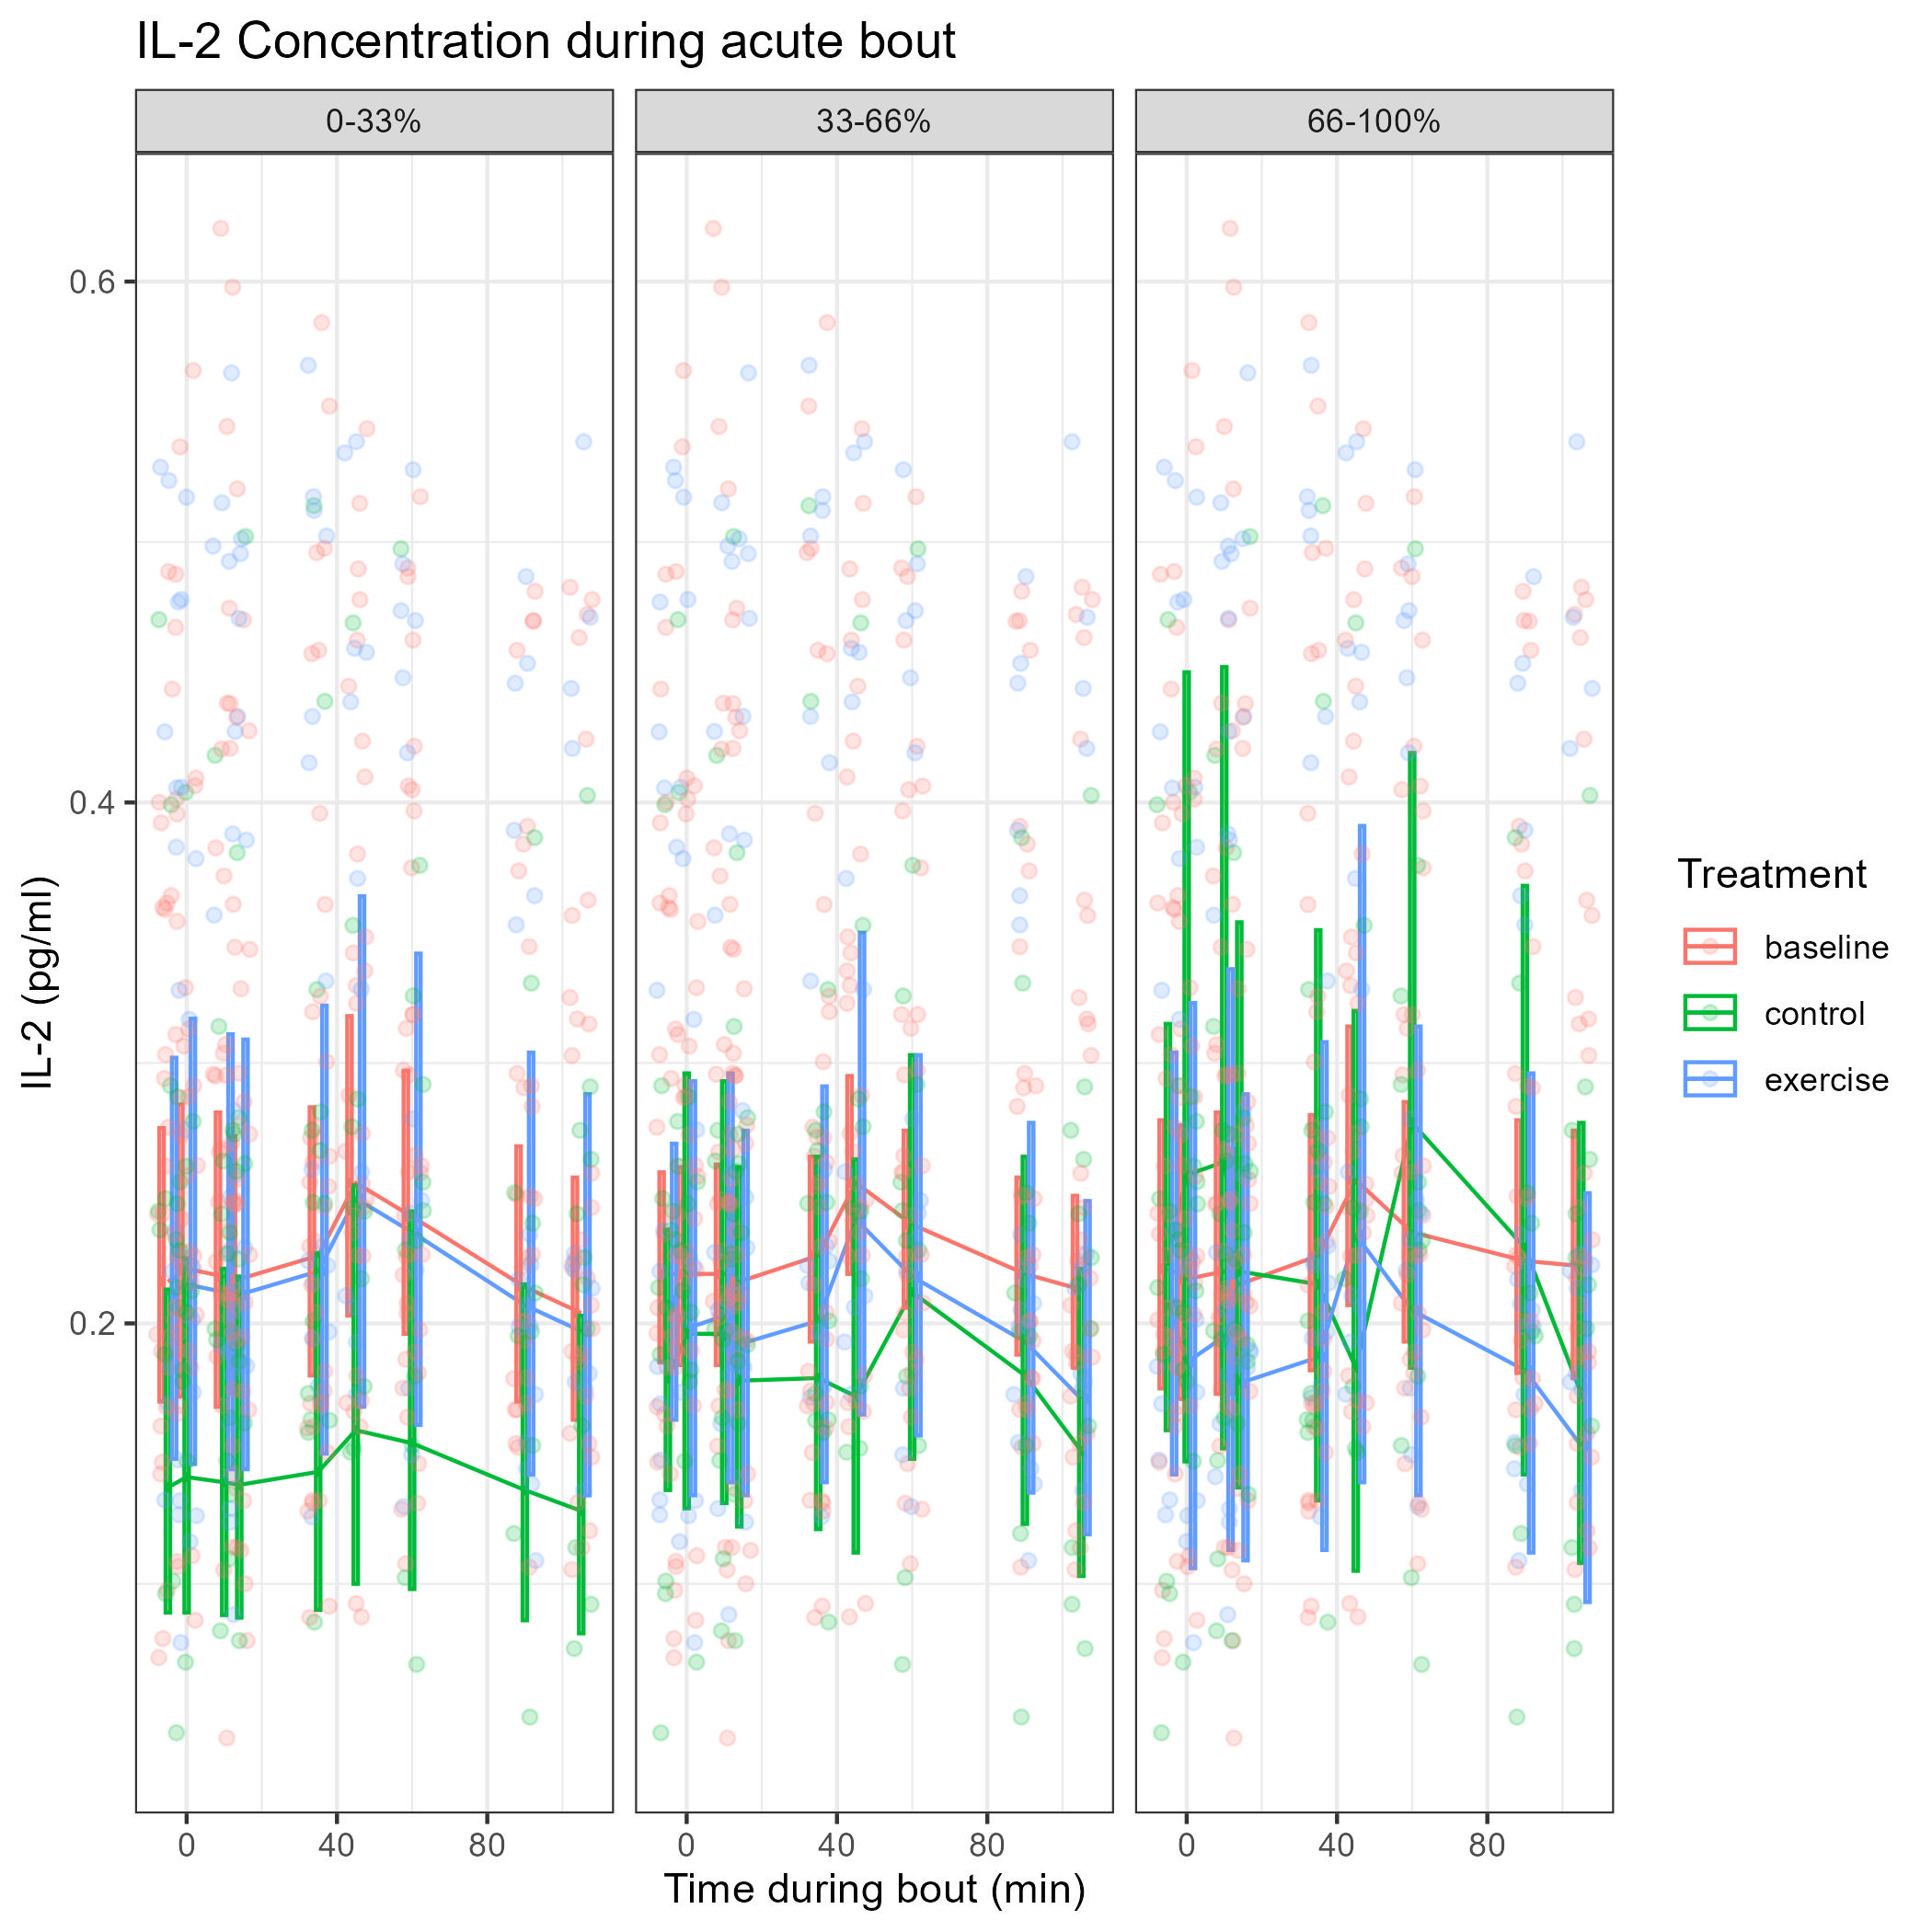 IL-2 Concentration during acute bout
0-33%
33-66%
66-100%
0.6
0.4
0.2
IL-2 (pg/ml)
0
40
80
0
40
80
0
40
80
Time during bout (min)
Treatment
baseline
control
exercise